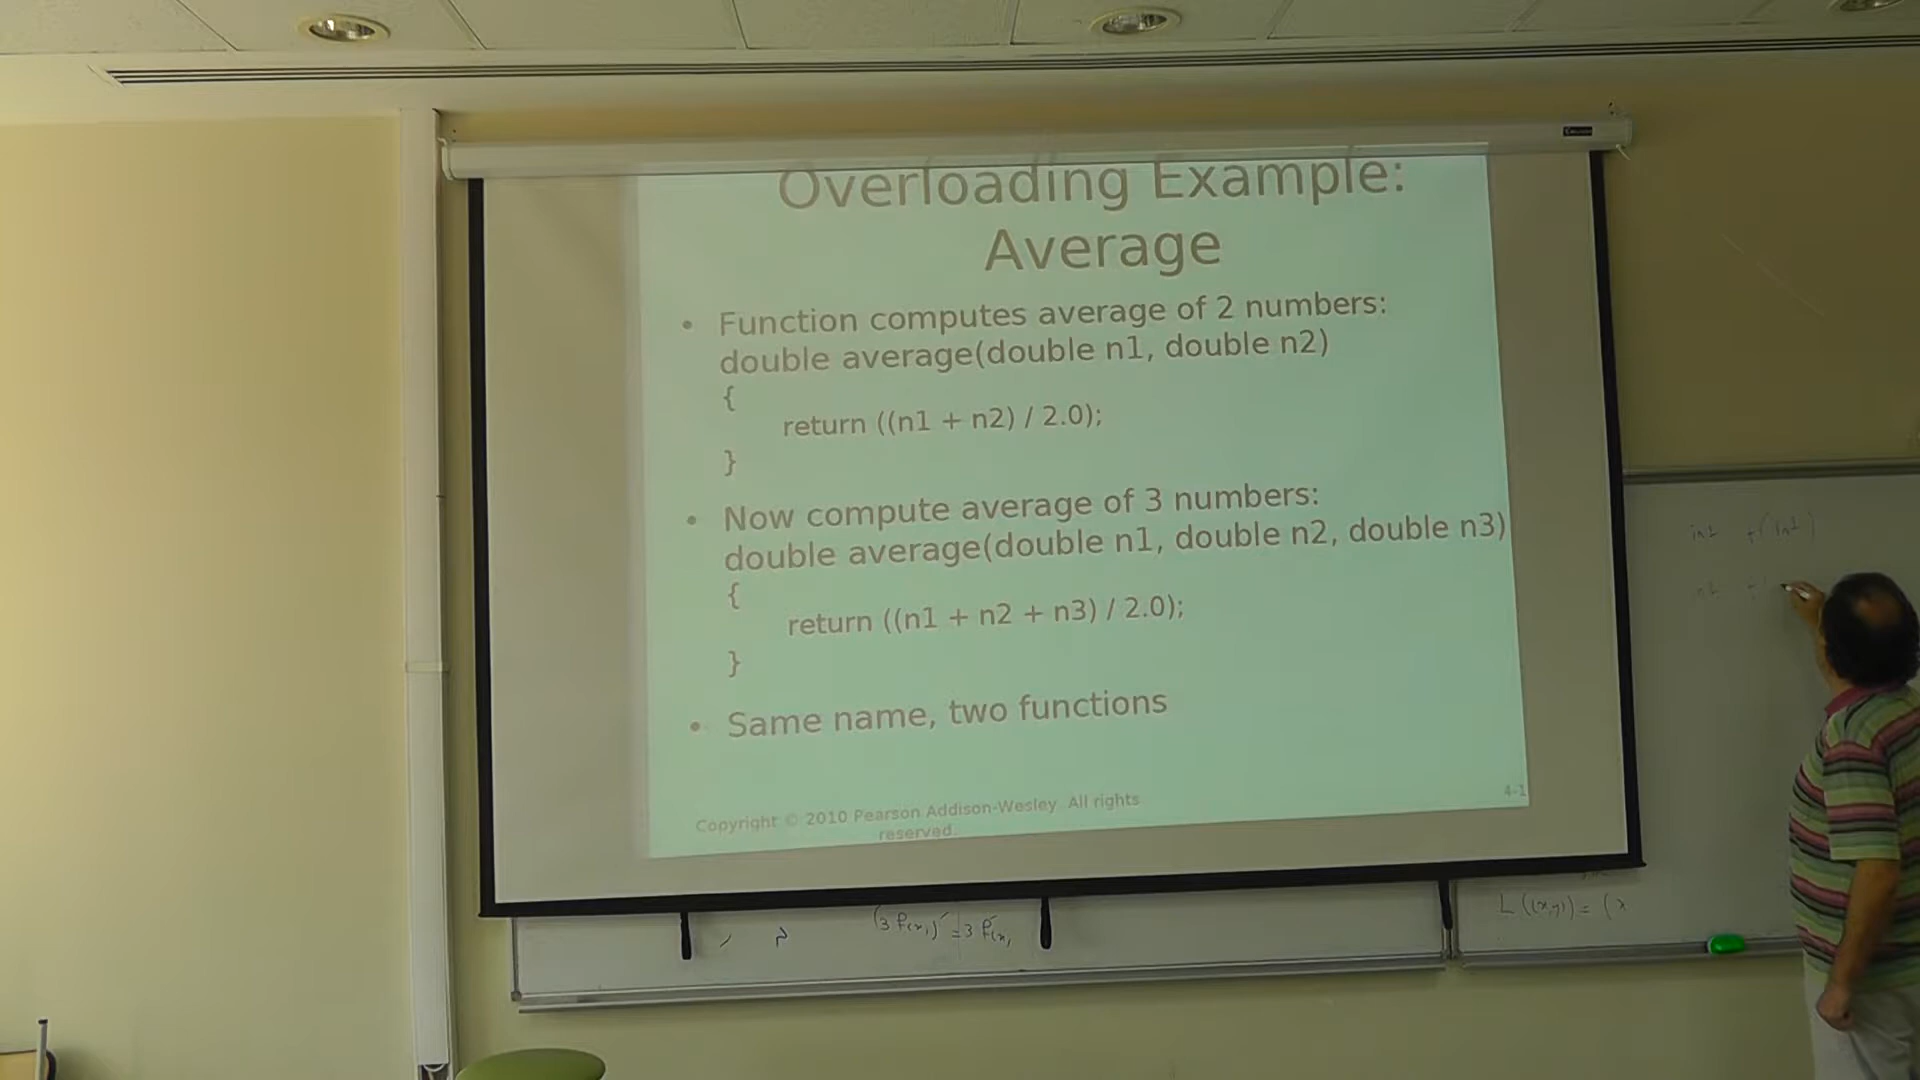 Overloading Example:
Average
• Function computes average of 2 numbers:
double average(double n1, double n2)
{
return ((n1 + n2) / 2.0);
}
• Now compute average of 3 numbers:
double average(double n1, double n2, double n3)
{
return ((n1 + n2 + n3) / 2.0);
}
• Same name, two functions
Copyright © 2010 Pearson Addison-Wesley. All rights
reserved.
4-1
L((x,y)) = (x